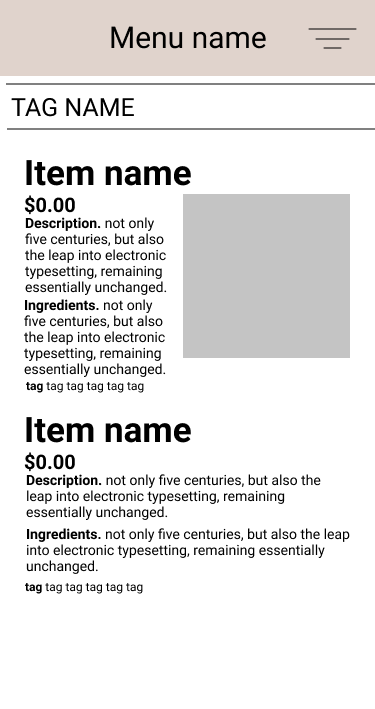 Menu name
TAG NAME
Item name
$0.00
Description. not only
five centuries, but also
the leap into electronic
typesetting, remaining
essentially unchanged.
Ingredients. not only
five centuries, but also
the leap into electronic
typesetting, remaining
essentially unchanged.
tag tag tag tag tag tag
Item name
$0.00
Description. not only five centuries, but also the
leap into electronic typesetting, remaining
essentially unchanged.
Ingredients. not only five centuries, but also the leap
into electronic typesetting, remaining essentially
unchanged.
tag tag tag tag tag tag